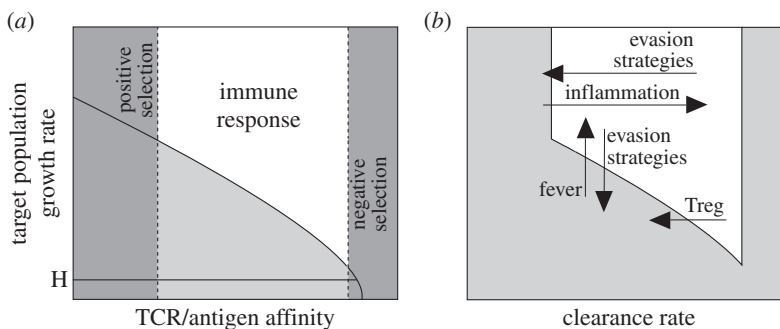 (a)
target population
growth rate
H
positive
selection
immune
response
negative
selection
TCR/antigen affinity
(b)
evasion
strategies
inflammation
evasion
strategies
fever
Treg
clearance rate